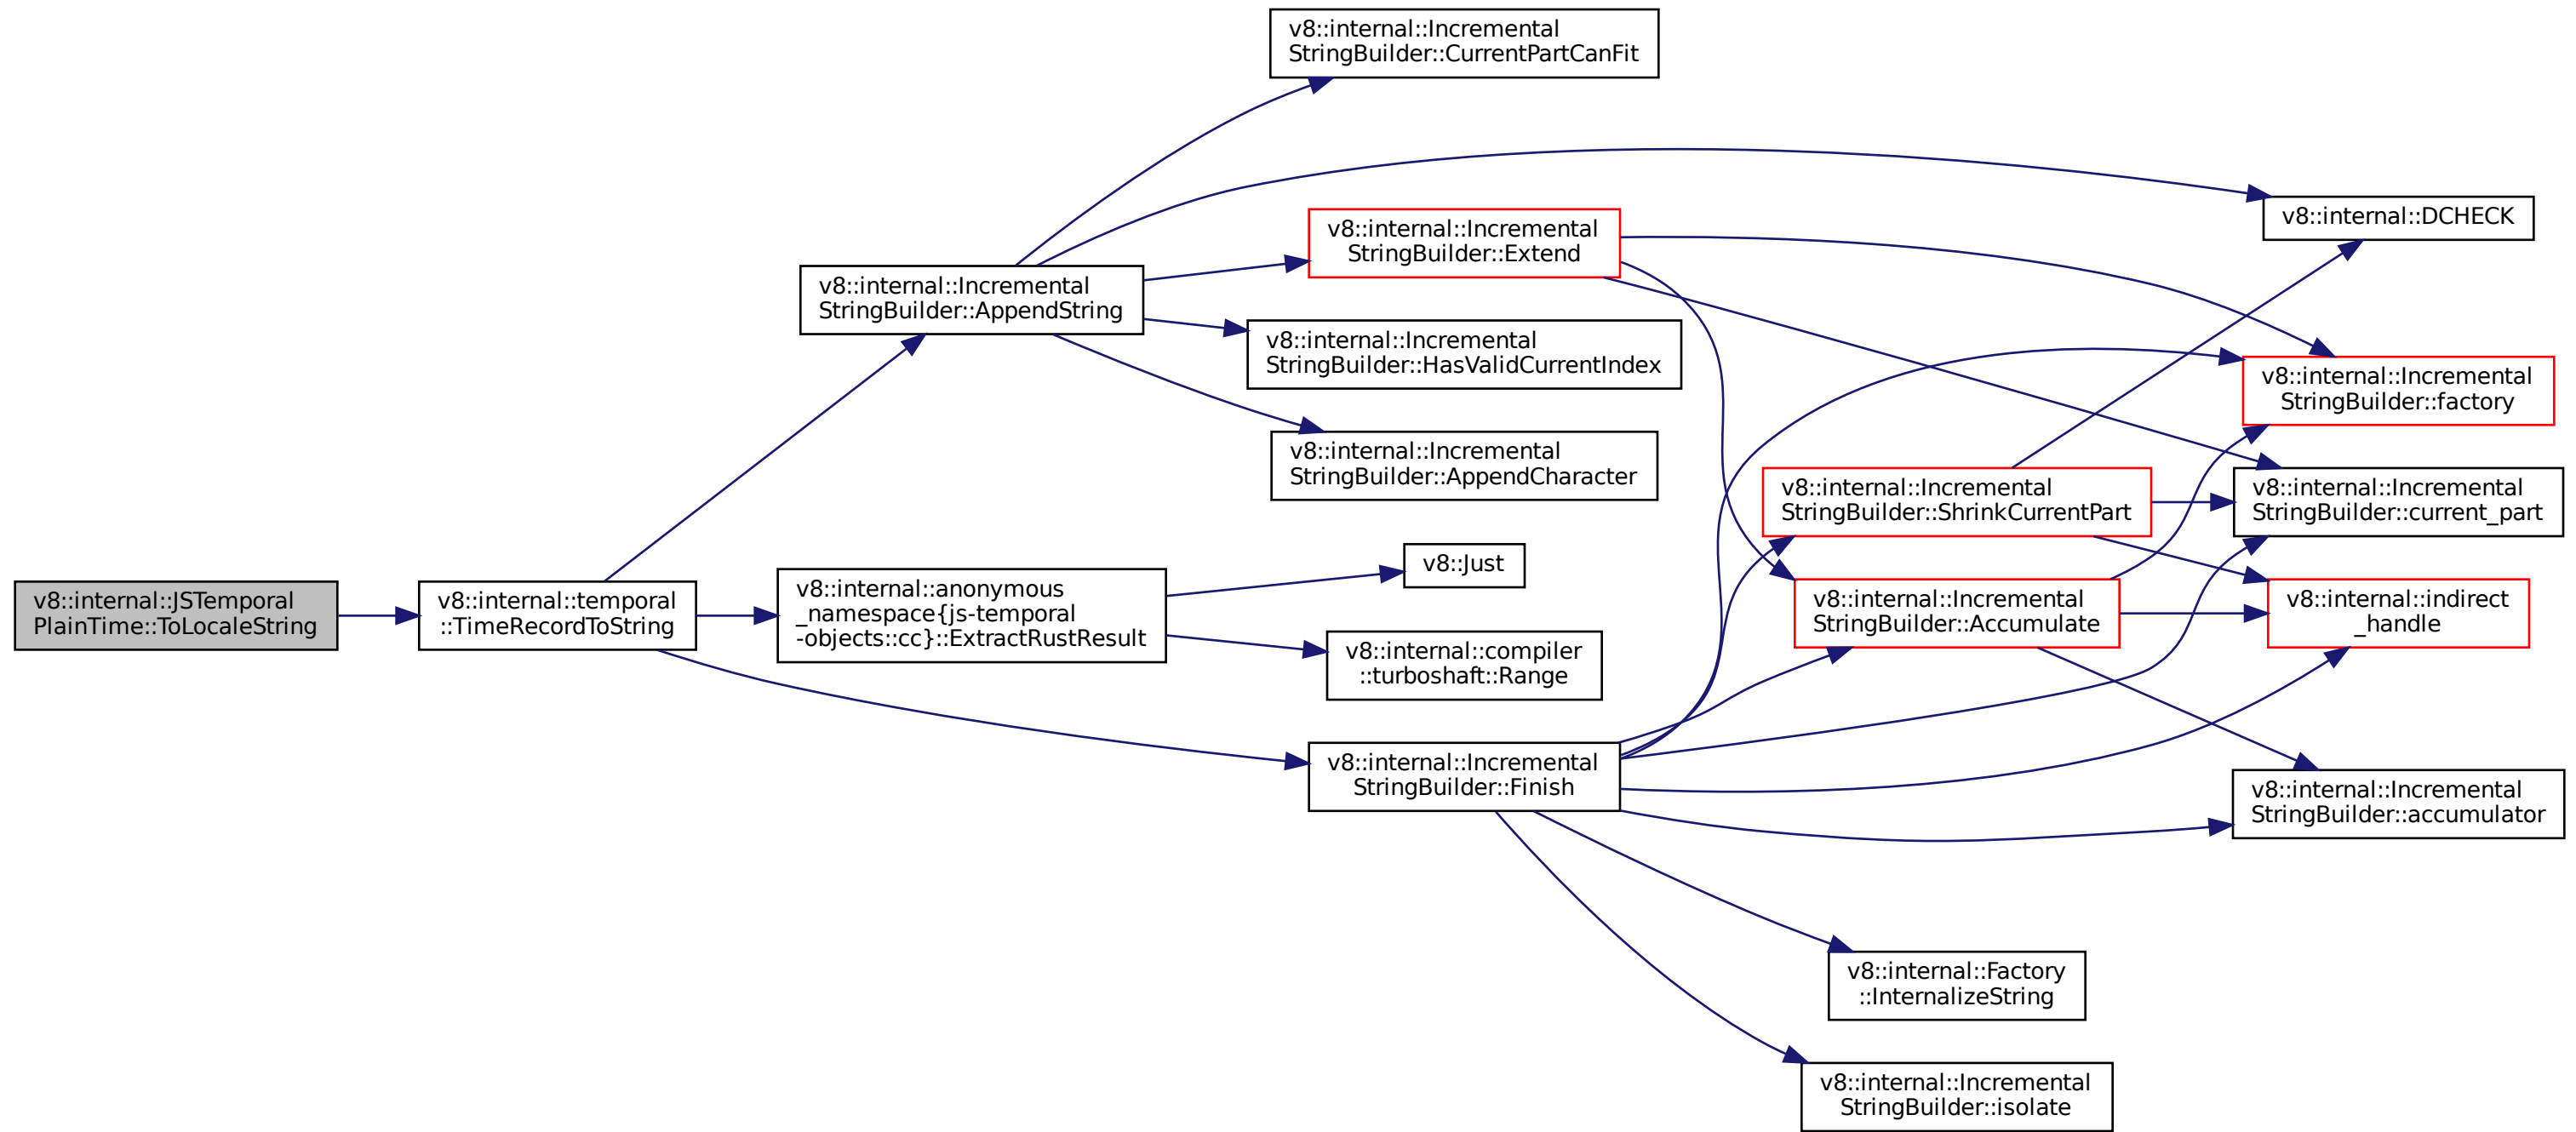 v8::internal::JSTemporal
PlainTime::ToLocaleString
v8::internal::temporal
::TimeRecordToString
v8::internal::Incremental
StringBuilder::AppendString
v8::internal::anonymous
_namespace{js-temporal
-objects::cc}::ExtractRustResult
v8::internal::Incremental
StringBuilder::CurrentPartCanFit
v8::internal::Incremental
StringBuilder::Extend
v8::internal::Incremental
StringBuilder::HasValidCurrentIndex
v8::internal::Incremental
StringBuilder::AppendCharacter
v8::Just
v8::internal::compiler
::turboshaft::Range
v8::internal::Incremental
StringBuilder::Finish
v8::internal::Incremental
StringBuilder::ShrinkCurrentPart
v8::internal::Incremental
StringBuilder::Accumulate
v8::internal::Factory
::InternalizeString
v8::internal::Incremental
StringBuilder::isolate
v8::internal::DCHECK
v8::internal::Incremental
StringBuilder::factory
v8::internal::Incremental
StringBuilder::current_part
v8::internal::indirect
_handle
v8::internal::Incremental
StringBuilder::accumulator